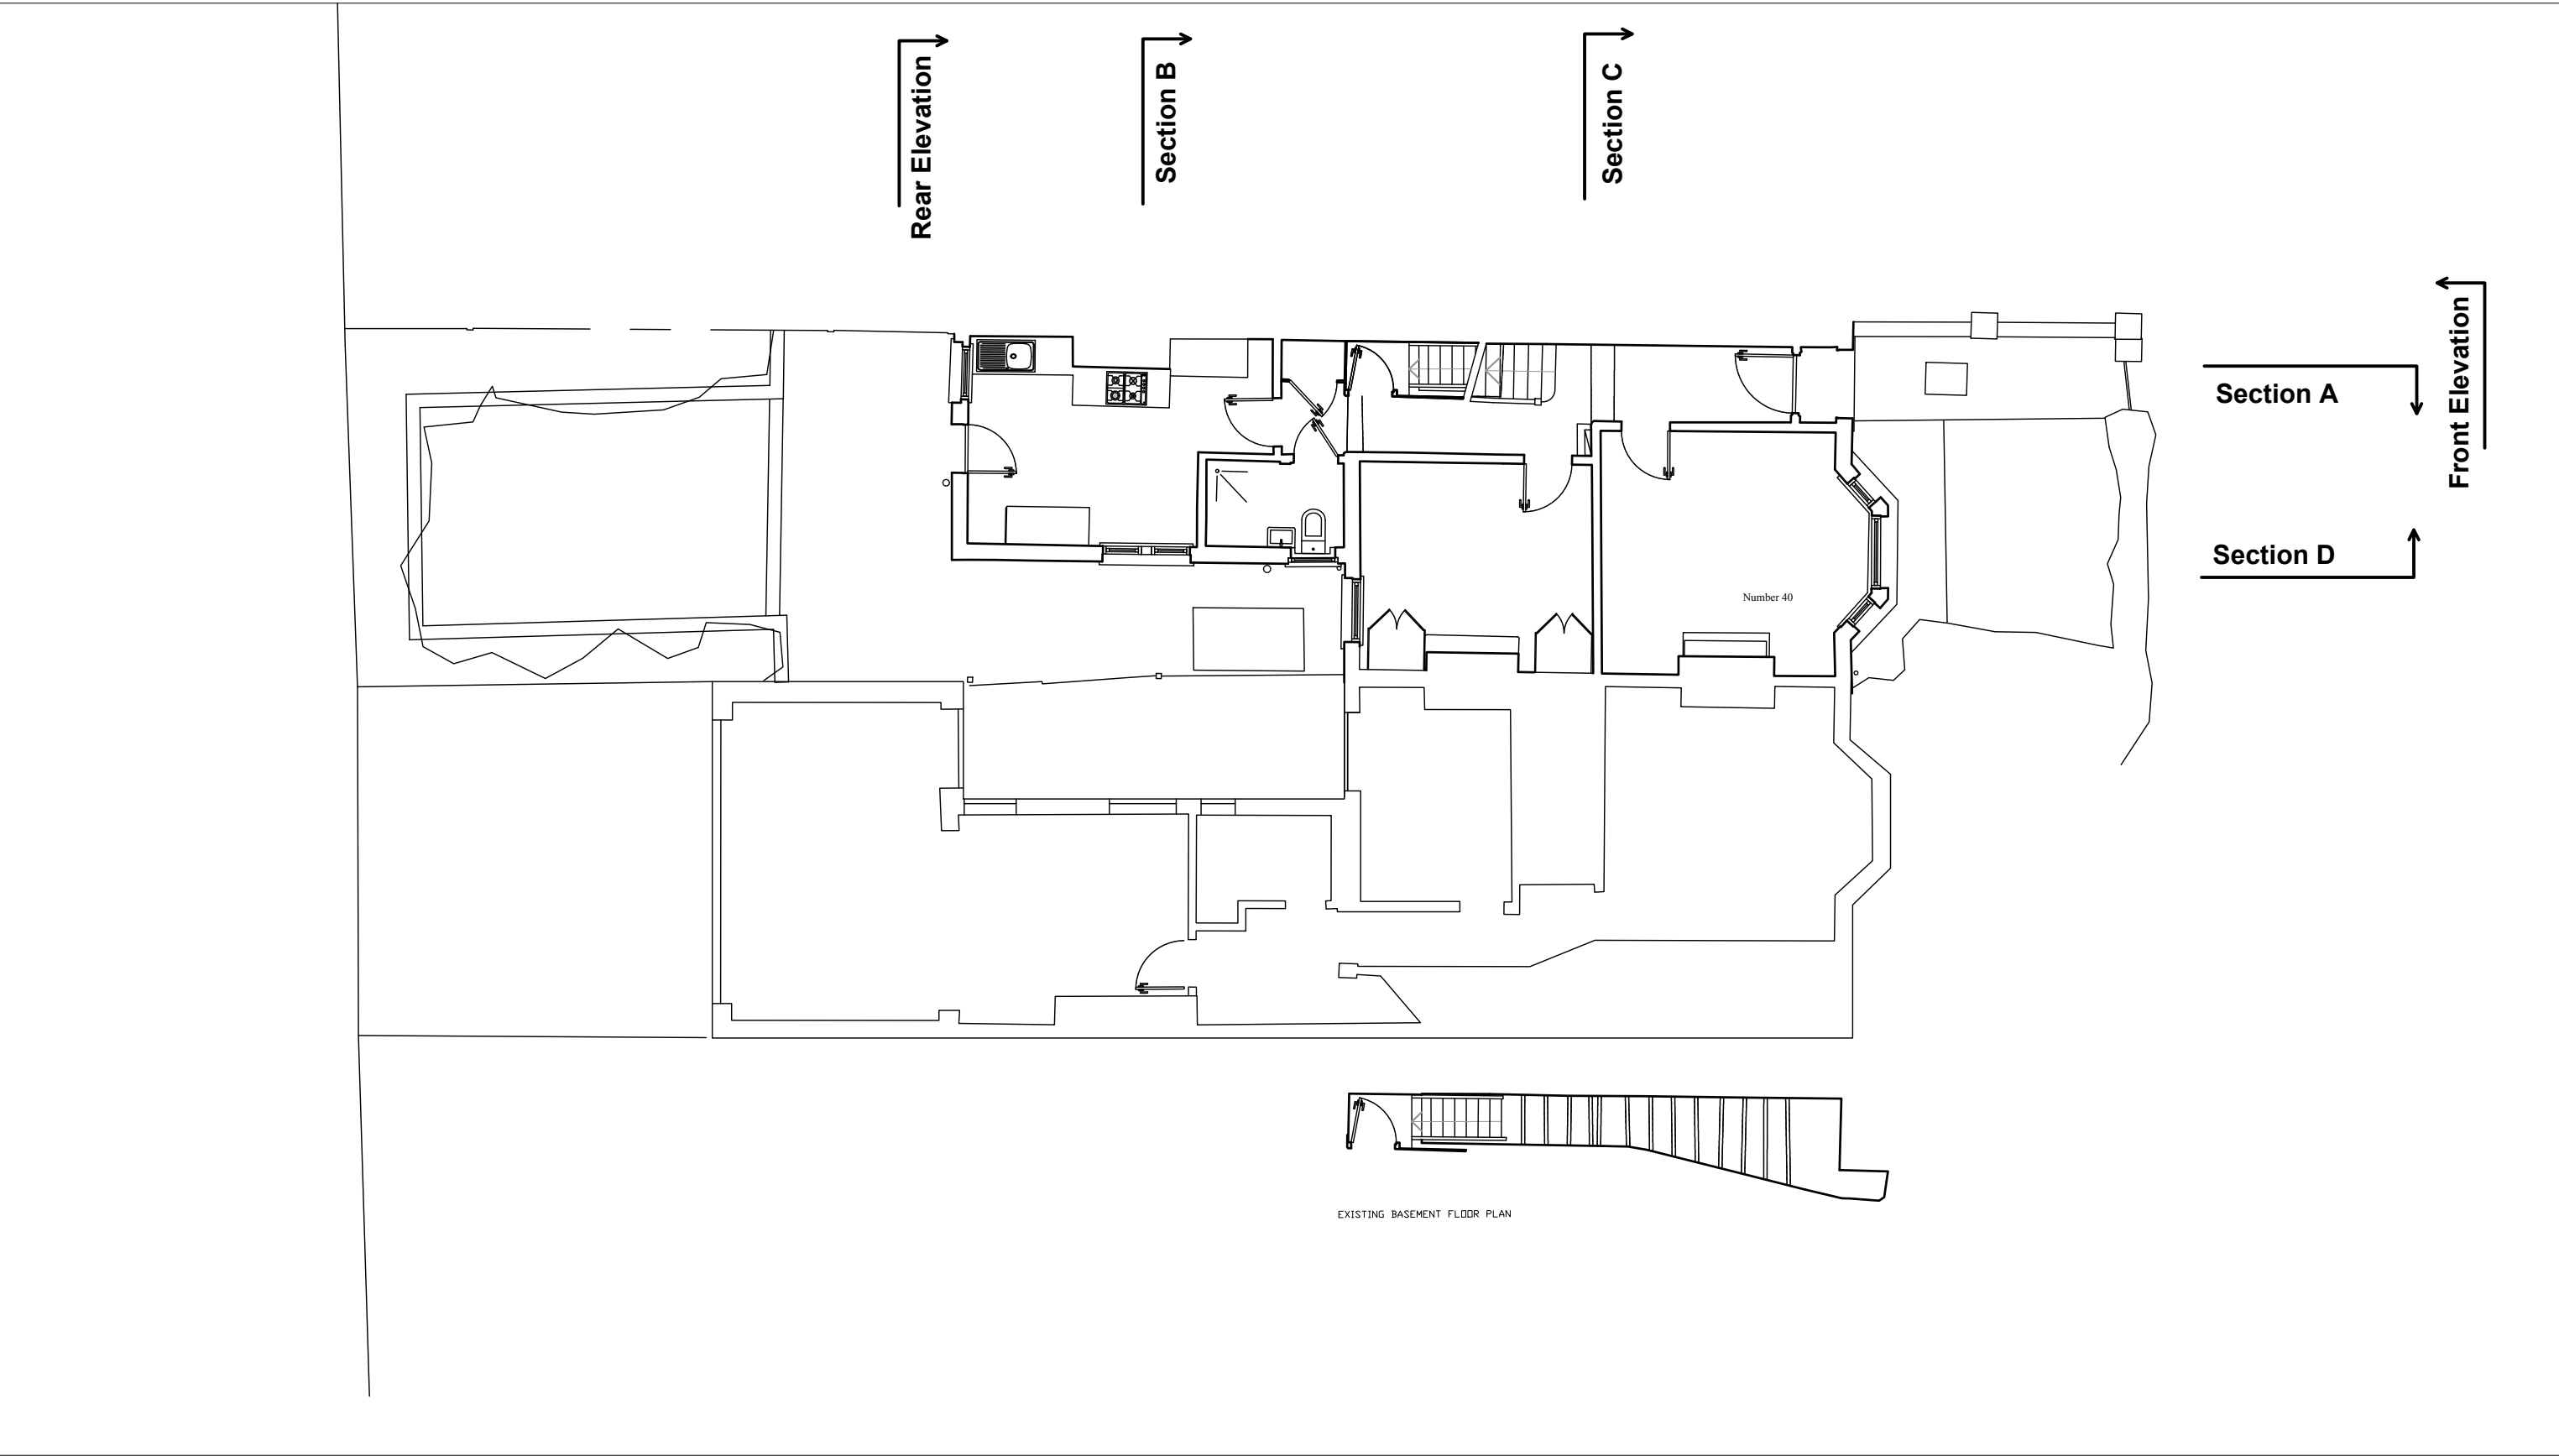 Rear Elevation
Section B
Section C
Front Elevation
Section A
Section D
Number 40
EXISTING BASEMENT FLOOR PLAN